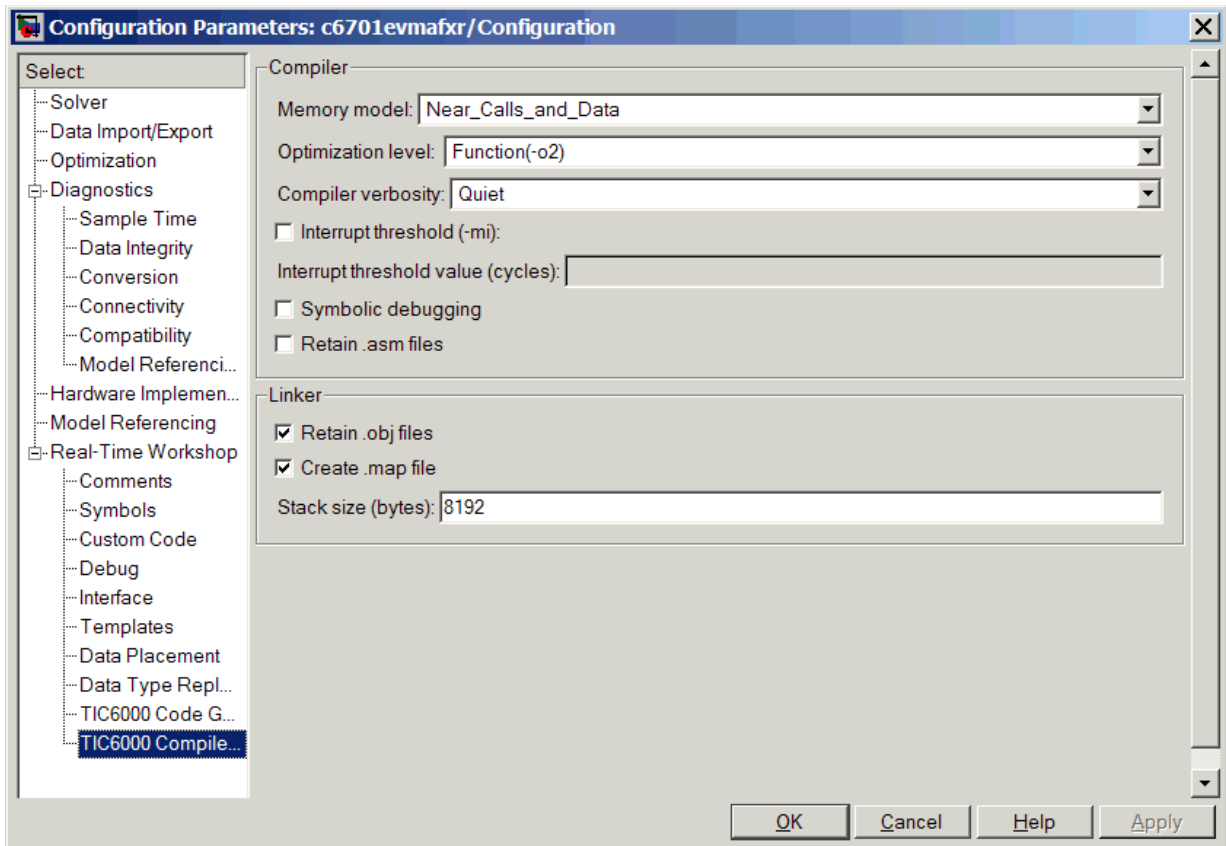 Configuration Parameters: c6701evmafxr/Configuration
Select:
Solver
Data Import/Export
Optimization
Diagnostics
Sample Time
Data Integrity
Conversion
Connectivity
Compatibility
Model Referenci...
Hardware Implemen...
Model Referencing
Real-Time Workshop
Comments
Symbols
Custom Code
Debug
Interface
Templates
Data Placement
Data Type Repl...
TIC6000 Code G...
TIC6000 Compile...
Compiler
Memory model: Near_Calls_and_Data
Optimization level: Function(-o2)
Compiler verbosity: Quiet
Interrupt threshold (-mi):
Interrupt threshold value (cycles):
Symbolic debugging
Retain .asm files
Linker
Retain .obj files
Create .map file
Stack size (bytes): 8192
OK Cancel Help Apply